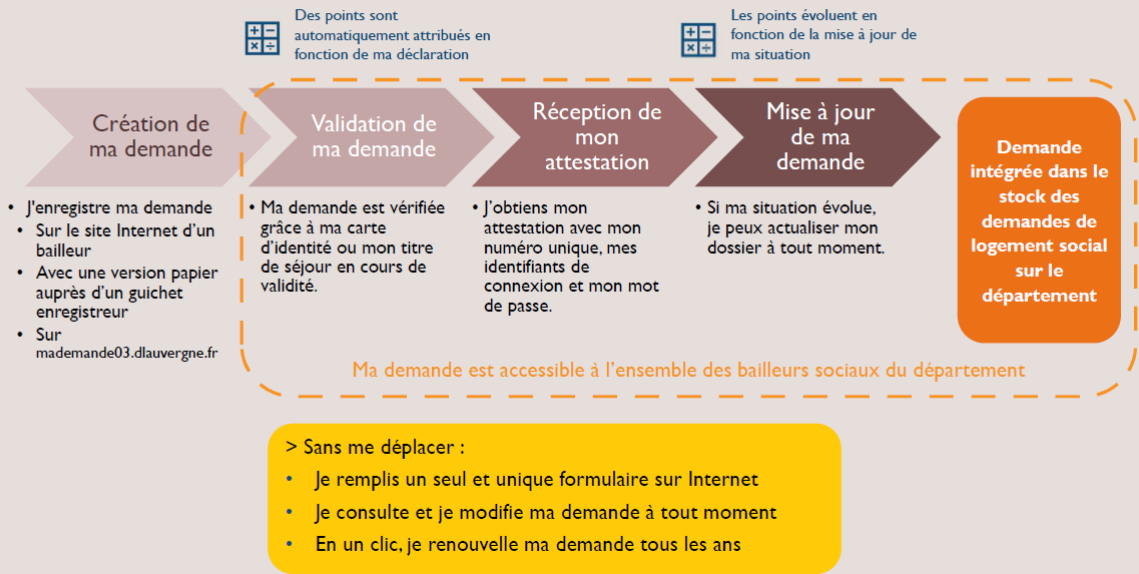 Des points sont
automatiquement attribués en
fonction de ma déclaration
Les points évoluent en
fonction de la mise à jour de
ma situation
Création de
ma demande
Validation de
ma demande
Réception de
mon
attestation
Mise à jour
de ma
demande
Demande
intégrée dans le
stock des
demandes de
logement social
sur le
département
• J'enregistre ma demande
• Sur le site Internet d'un
bailleur
• Avec une version papier
auprès d'un guichet
enregistreur
• Sur
mademande03.dlauvergne.fr
• Ma demande est vérifiée
grâce à ma carte
d'identité ou mon titre
de séjour en cours de
validité.
• J'obtiens mon
attestation avec mon
numéro unique, mes
identifiants de
connexion et mon mot
de passe.
• Si ma situation évolue,
je peux actualiser mon
dossier à tout moment.
Ma demande est accessible à l'ensemble des bailleurs sociaux du département
> Sans me déplacer :
• Je remplis un seul et unique formulaire sur Internet
• Je consulte et je modifie ma demande à tout moment
• En un clic, je renouvelle ma demande tous les ans